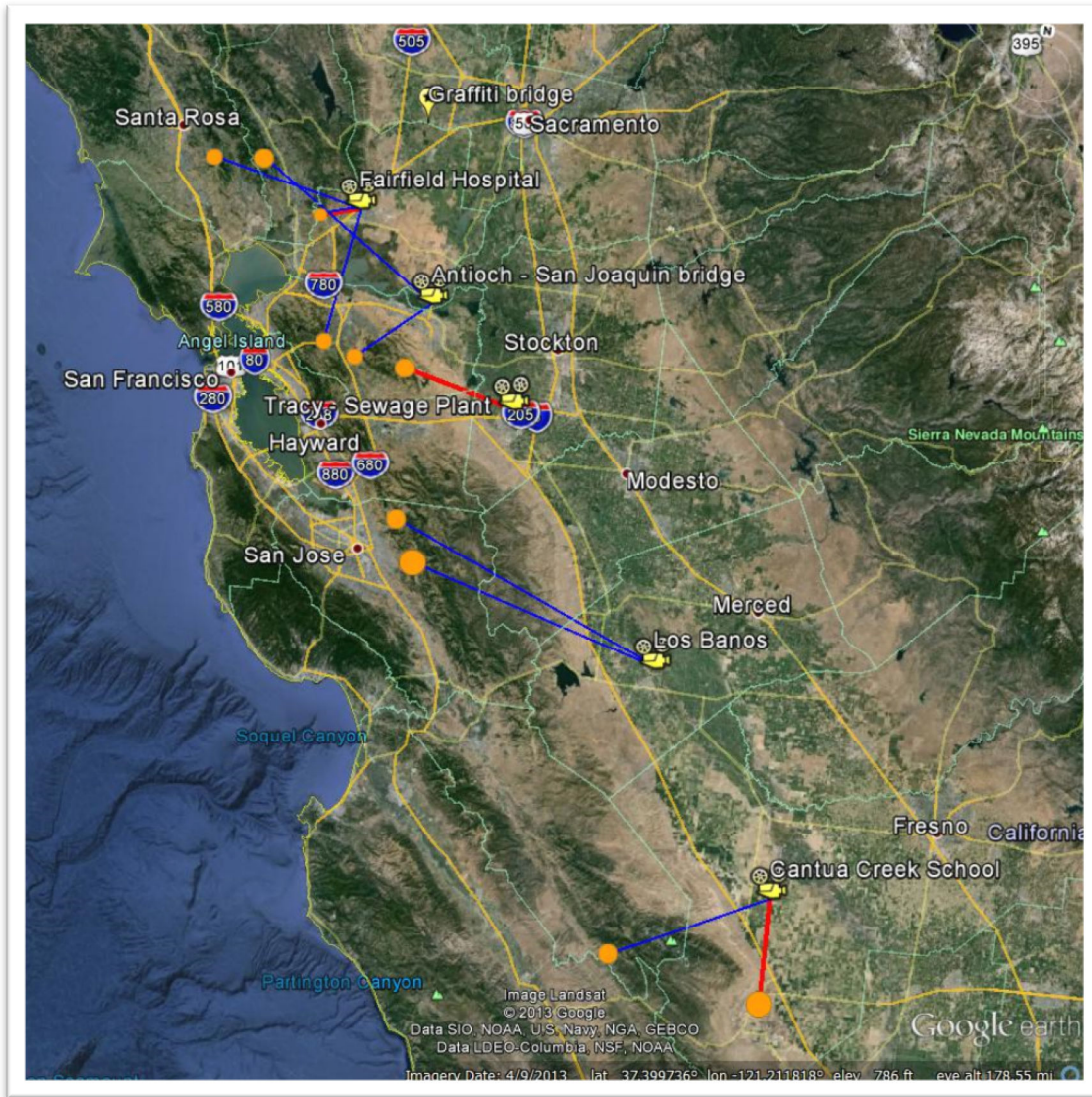 505
395
N
Graffiti bridge
Santa Rosa
Sacramento
Fairfield Hospital
Antioch - San Joaquin bridge
780
580
Angel Island
Stockton
80
San Francisco
280
Tracy - Sewage Plant
205
Hayward
Sierra Nevada Mountains
680
880
Modesto
San Jose
Merced
Los Banos
Soquel Canyon
Fresno
California
Cantua Creek School
Partington Canyon
Image Landsat
© 2013 Google
Data SIO, NOAA, U.S. Navy, NGA, GEBCO
Data LDEO-Columbia, NSF, NOAA
Google earth
Imagery Date: 4/9/2013 lat 37.399736° lon -121.211818° elev 786 ft eye alt 178.55 mi